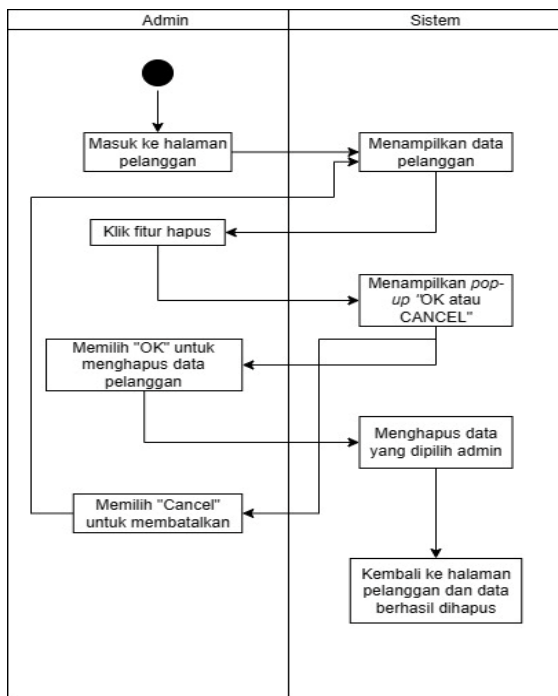 Admin
Sistem
Masuk ke halaman
pelanggan
Menampilkan data
pelanggan
Klik fitur hapus
Menampilkan pop-
up "OK atau
CANCEL"
Memilih "OK" untuk
menghapus data
pelanggan
Menghapus data
yang dipilih admin
Memilih "Cancel"
untuk membatalkan
Kembali ke halaman
pelanggan dan data
berhasil dihapus